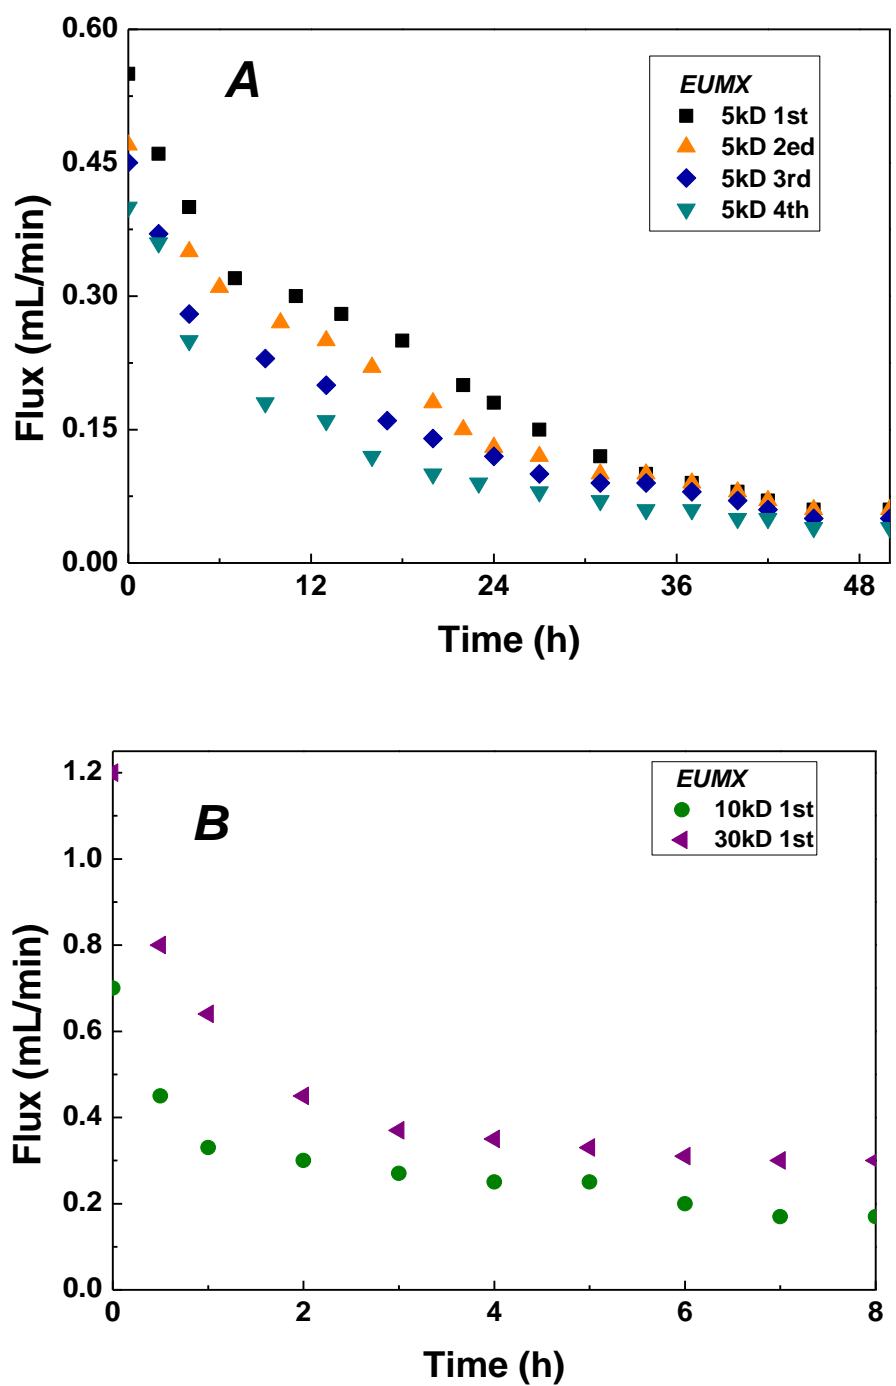 A
EUMX
5kD 1st
5kD 2ed
5kD 3rd
5kD 4th
0.60
0.45
0.30
0.15
0.00
Flux (mL/min)
0 12 24 36 48
Time (h)
B
EUMX
10kD 1st
30kD 1st
1.2
1.0
0.8
0.6
0.4
0.2
0.0
Flux (mL/min)
0 2 4 6 8
Time (h)